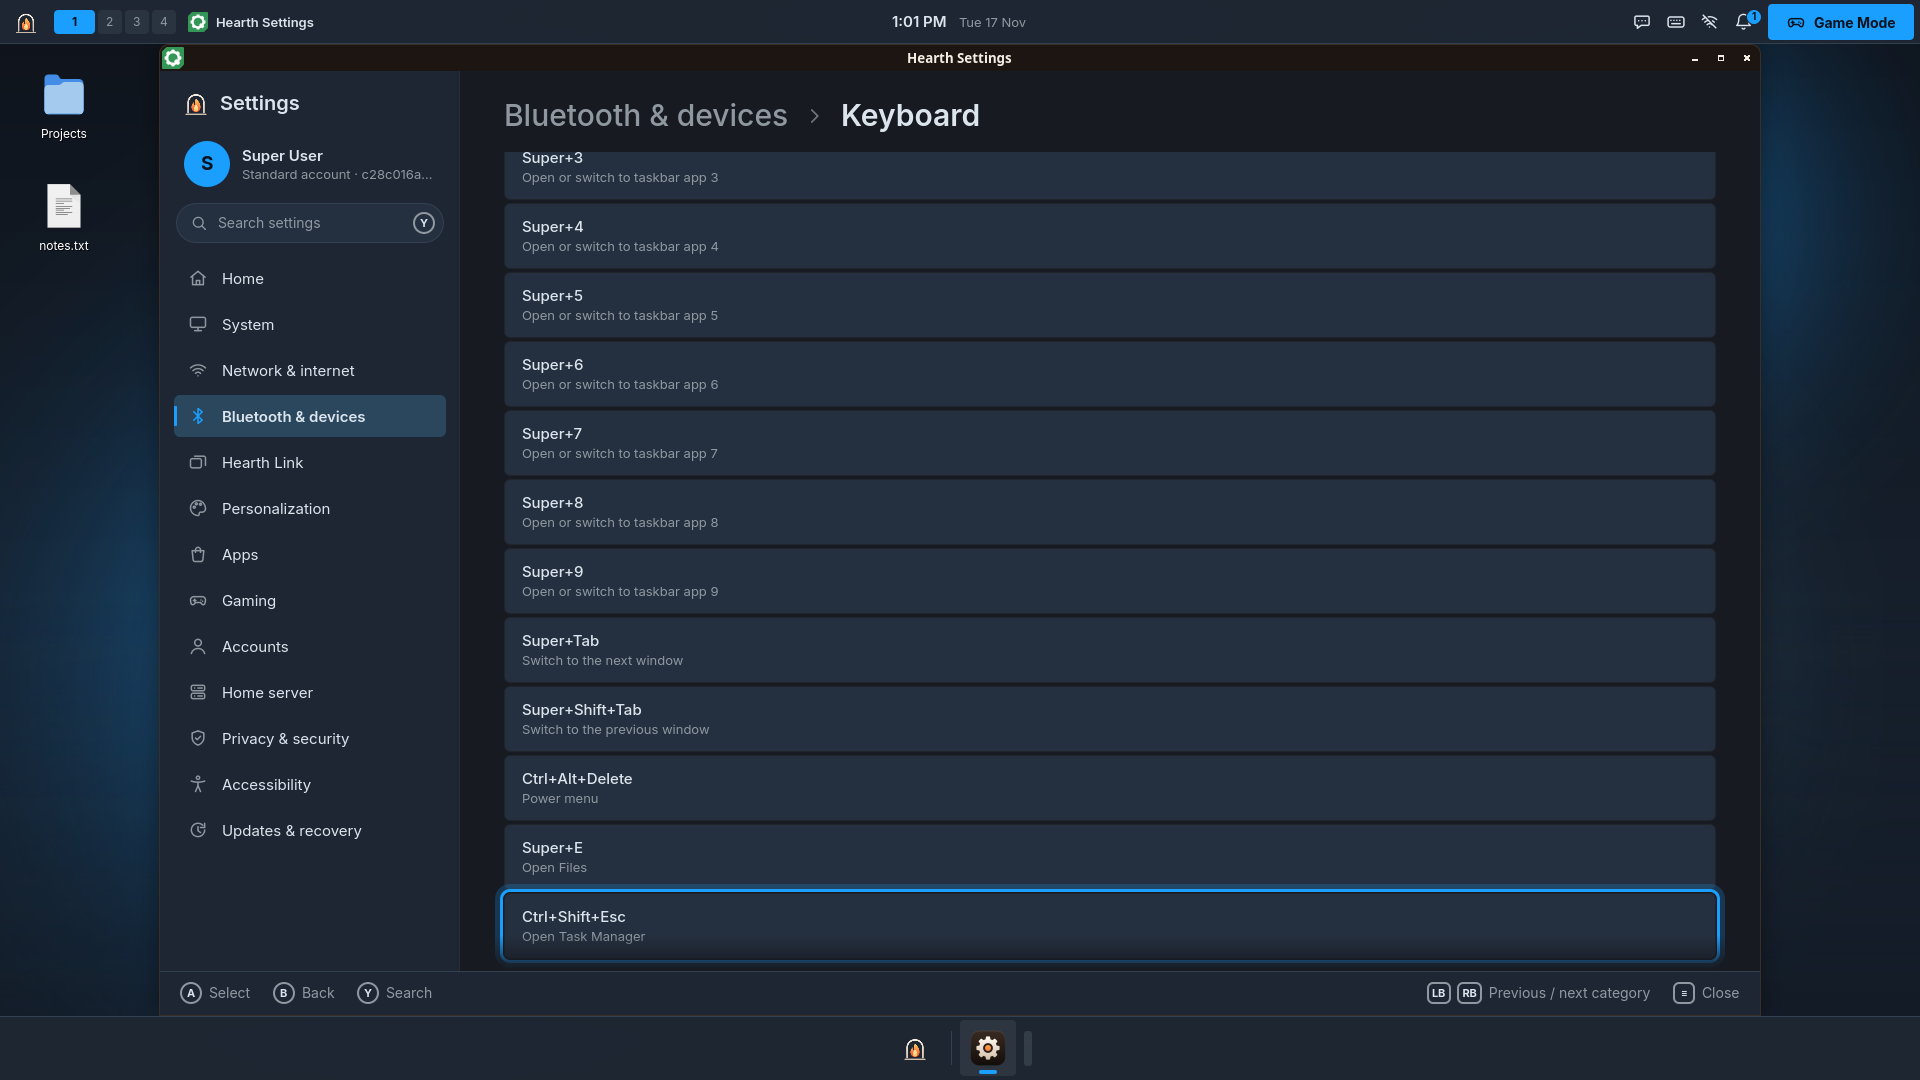 1 2 3 4 Hearth Settings 1:01 PM Tue 17 Nov 1 Game Mode
Hearth Settings
Projects
notes.txt
Settings
S
Super User
Standard account · c28c016a...
Search settings Y
Home
System
Network & internet
Bluetooth & devices
Hearth Link
Personalization
Apps
Gaming
Accounts
Home server
Privacy & security
Accessibility
Updates & recovery
Bluetooth & devices > Keyboard
Super+3
Open or switch to taskbar app 3
Super+4
Open or switch to taskbar app 4
Super+5
Open or switch to taskbar app 5
Super+6
Open or switch to taskbar app 6
Super+7
Open or switch to taskbar app 7
Super+8
Open or switch to taskbar app 8
Super+9
Open or switch to taskbar app 9
Super+Tab
Switch to the next window
Super+Shift+Tab
Switch to the previous window
Ctrl+Alt+Delete
Power menu
Super+E
Open Files
Ctrl+Shift+Esc
Open Task Manager
A Select B Back Y Search LB RB Previous / next category ≡ Close